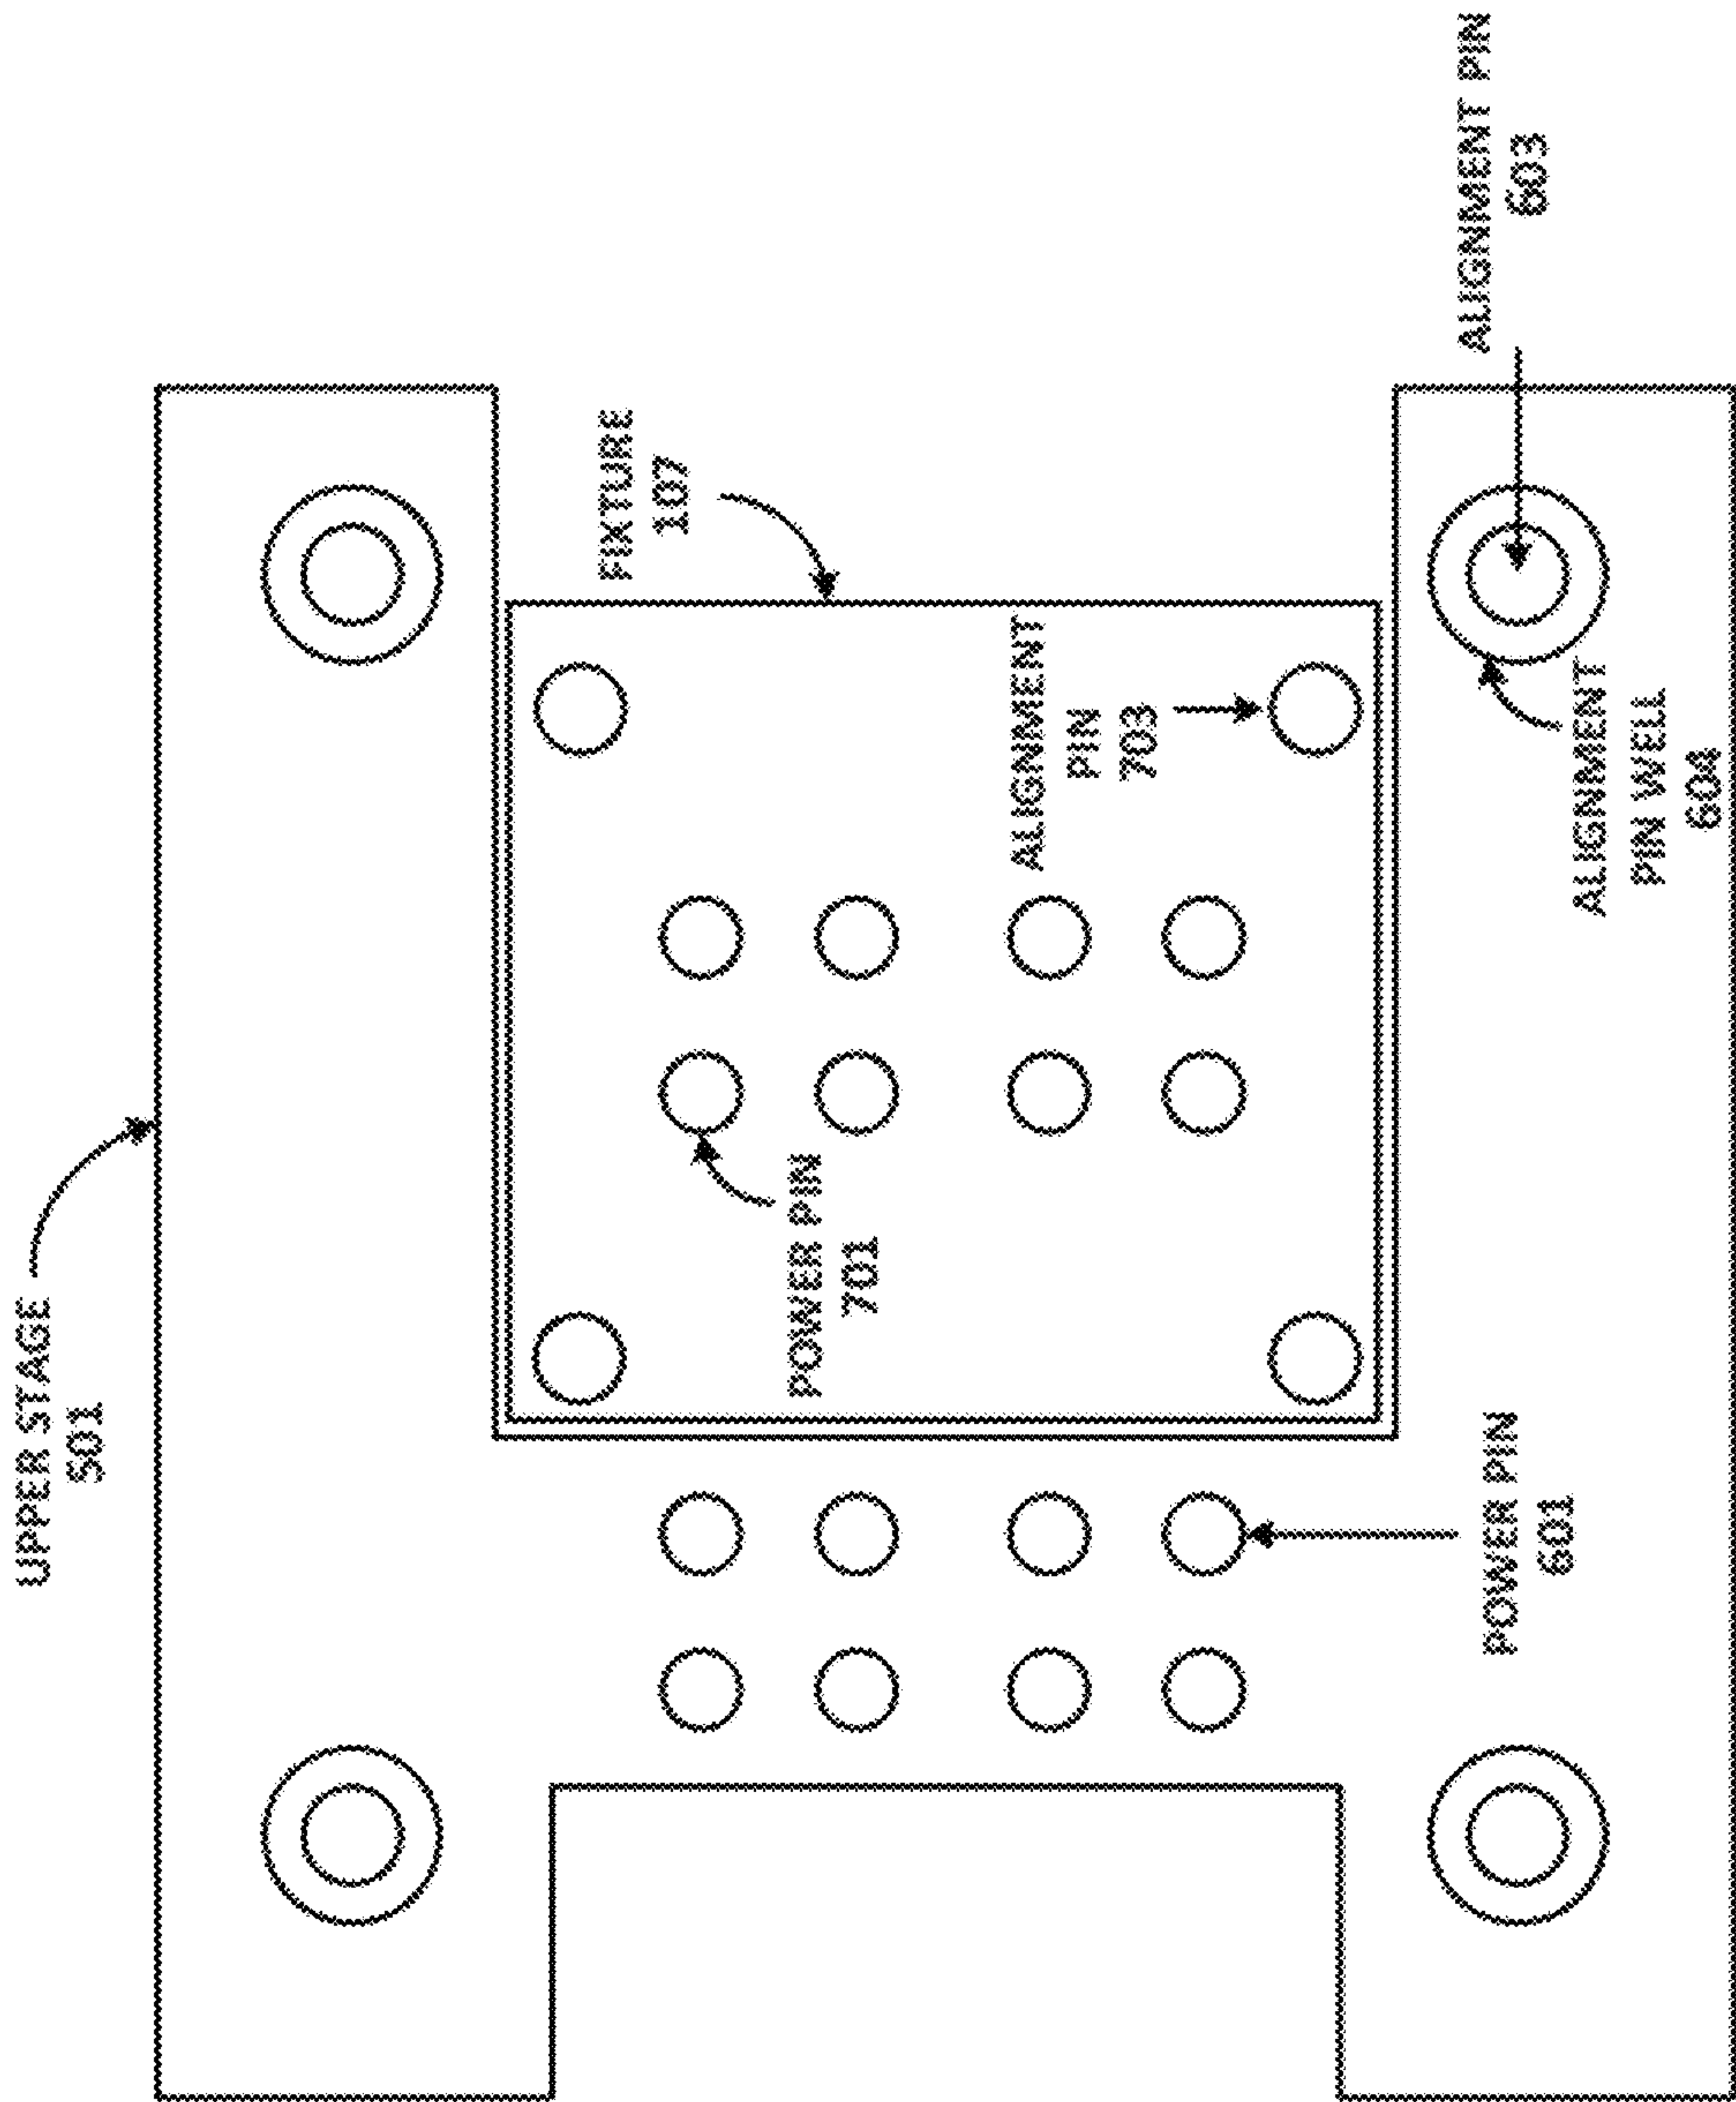 UPPER STAGE
501
FIXTURE
107
POWER PIN
701
ALIGNMENT
PIN
703
POWER PIN
601
ALIGNMENT PIN
603
ALIGNMENT
PIN WELL
604